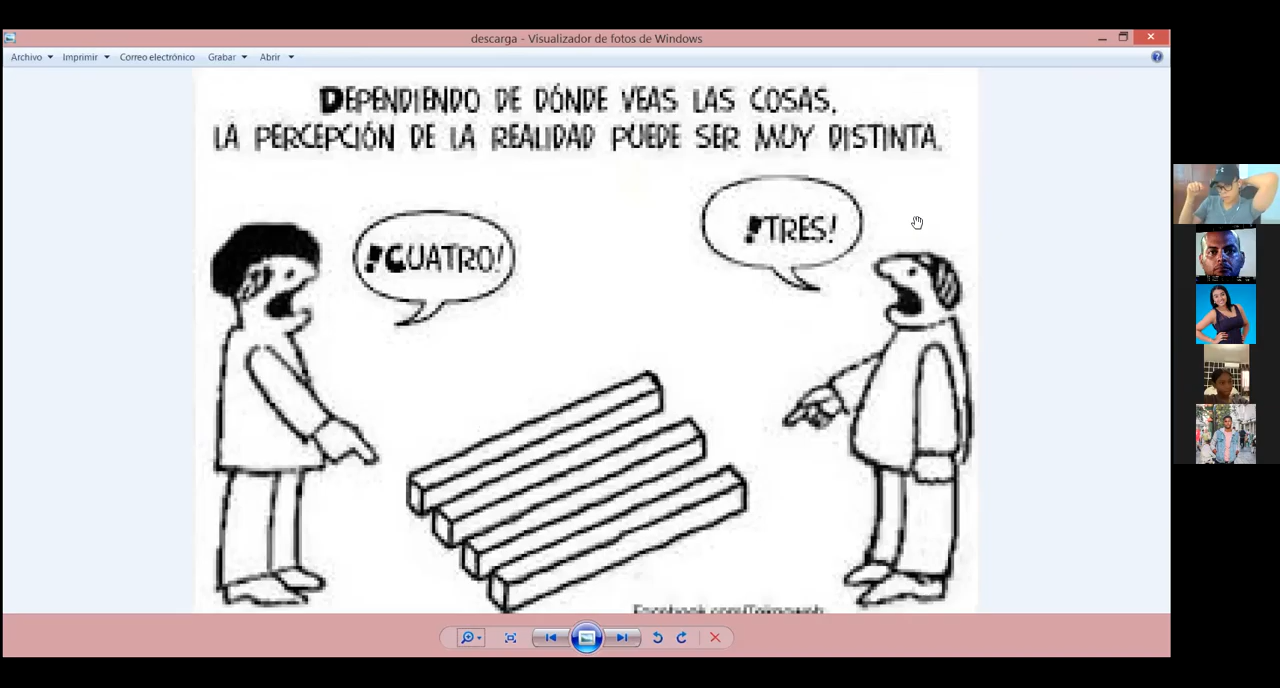 descarga - Visualizador de fotos de Windows
Archivo Imprimir Correo electrónico Grabar Abrir
DEPENDIENDO DE DÓNDE VEAS LAS COSAS,
LA PERCEPCIÓN DE LA REALIDAD PUEDE SER MUY DISTINTA.
!CUATRO!
!TRES!